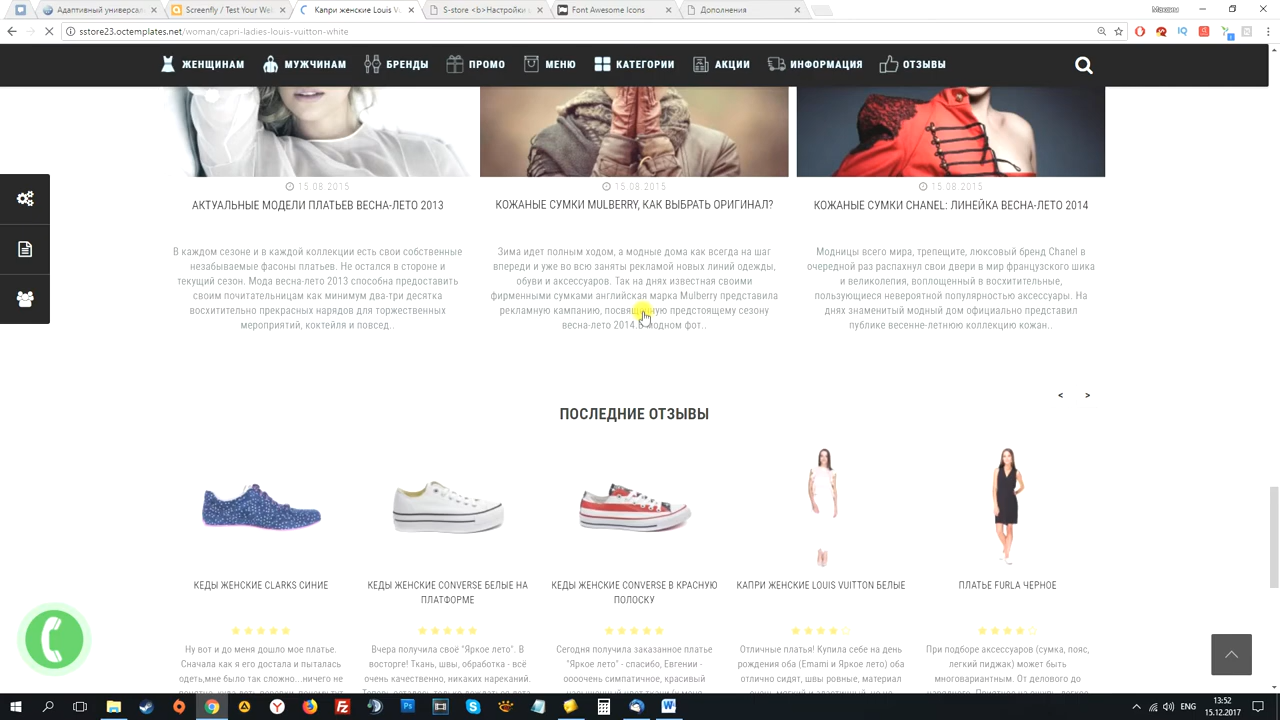 Адаптивный универсал
Screenfly / Test Your We
Капри женские Louis Vu
S-store <b>Настройки
Font Awesome Icons
Дополнения
sstore23.octemplates.net/woman/capri-ladies-louis-vuitton-white
ЖЕНЩИНАМ МУЖЧИНАМ БРЕНДЫ ПРОМО МЕНЮ КАТЕГОРИИ АКЦИИ ИНФОРМАЦИЯ ОТЗЫВЫ
15.08.2015
АКТУАЛЬНЫЕ МОДЕЛИ ПЛАТЬЕВ ВЕСНА-ЛЕТО 2013
В каждом сезоне и в каждой коллекции есть свои собственные
незабываемые фасоны платьев. Не остался в стороне и
текущий сезон. Мода весна-лето 2013 способна предоставить
своим почитательницам как минимум два-три десятка
восхитительно прекрасных нарядов для торжественных
мероприятий, коктейля и повсед..
15.08.2015
КОЖАНЫЕ СУМКИ MULBERRY, КАК ВЫБРАТЬ ОРИГИНАЛ?
Зима идет полным ходом, а модные дома как всегда на шаг
впереди и уже во всю заняты рекламой новых линий одежды,
обуви и аксессуаров. Так на днях известная своими
фирменными сумками английская марка Mulberry представила
рекламную кампанию, посвященную предстоящему сезону
весна-лето 2014.В модном фот..
15.08.2015
КОЖАНЫЕ СУМКИ CHANEL: ЛИНЕЙКА ВЕСНА-ЛЕТО 2014
Модницы всего мира, трепещите, люксовый бренд Chanel в
очередной раз распахнул свои двери в мир французского шика
и великолепия, воплощенный в восхитительные,
пользующиеся невероятной популярностью аксессуары. На
днях знаменитый модный дом официально представил
публике весенне-летнюю коллекцию кожан..
< >
ПОСЛЕДНИЕ ОТЗЫВЫ
КЕДЫ ЖЕНСКИЕ CLARKS СИНИЕ
Ну вот и до меня дошло мое платье.
Сначала как я его достала и пыталась
одеть,мне было так сложно...ничего не
КЕДЫ ЖЕНСКИЕ CONVERSE БЕЛЫЕ НА
ПЛАТФОРМЕ
Вчера получила своё "Яркое лето". В
восторге! Ткань, швы, обработка - всё
очень качественно, никаких нареканий.
КЕДЫ ЖЕНСКИЕ CONVERSE В КРАСНУЮ
ПОЛОСКУ
Сегодня получила заказанное платье
"Яркое лето" - спасибо, Евгении -
оооочень симпатичное, красивый
КАПРИ ЖЕНСКИЕ LOUIS VUITTON БЕЛЫЕ
Отличные платья! Купила себе на день
рождения оба (Emami и Яркое лето) оба
отлично сидят, швы ровные, материал
ПЛАТЬЕ FURLA ЧЕРНОЕ
При подборе аксессуаров (сумка, пояс,
легкий пиджак) может быть
многовариантным. От делового до
ENG
13:52
15.12.2017